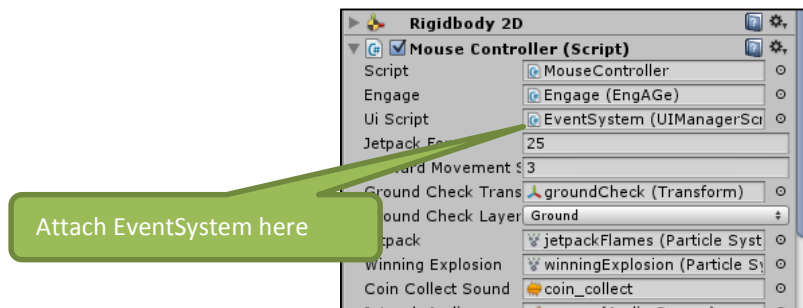 Rigidbody 2D
Mouse Controller (Script)
Script MouseController
Engage Engage (EngAGe)
Ui Script EventSystem (UIManagerScr
Jetpack Fo 25
rd Movement S 3
Ground Check Trans groundCheck (Transform)
ound Check Layer Ground
Attach EventSystem here
tpack jetpackFlames (Particle Syst
Winning Explosion winningExplosion (Particle Sy
Coin Collect Sound coin_collect